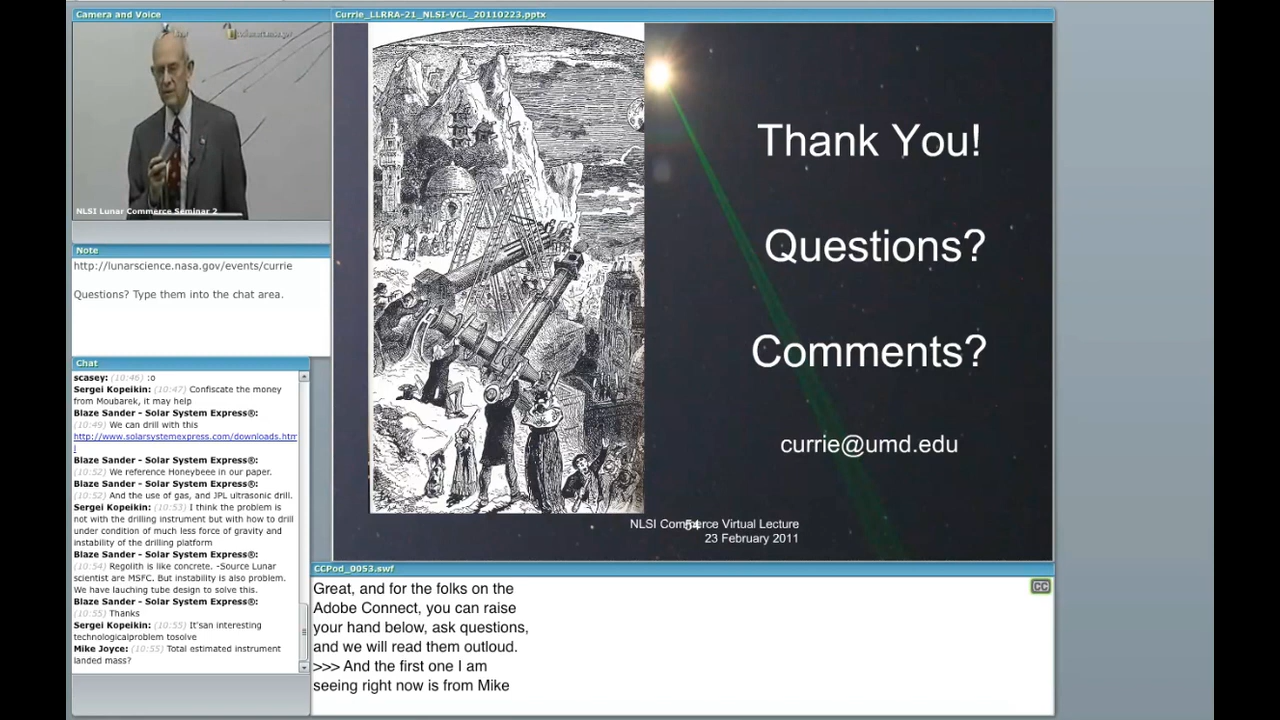 Camera and Voice
NLSI Lunar Commerce Seminar 2
Note
http://lunarscience.nasa.gov/events/currie
Questions? Type them into the chat area.
Chat
scasey: (10:46) :o
Sergei Kopeikin: (10:47) Confiscate the money
from Moubarek, it may help
Blaze Sander - Solar System Express®:
(10:49) We can drill with this
http://www.solarsystemexpress.com/downloads.htm
l
Blaze Sander - Solar System Express®:
(10:52) We reference Honeybeee in our paper.
Blaze Sander - Solar System Express®:
(10:52) And the use of gas, and JPL ultrasonic drill.
Sergei Kopeikin: (10:53) I think the problem is
not with the drilling instrument but with how to drill
under condition of much less force of gravity and
instability of the drilling platform
Blaze Sander - Solar System Express®:
(10:54) Regolith is like concrete. -Source Lunar
scientist are MSFC. But instability is also problem.
We have lauching tube design to solve this.
Blaze Sander - Solar System Express®:
(10:55) Thanks
Sergei Kopeikin: (10:55) It'san interesting
technologicalproblem tosolve
Mike Joyce: (10:55) Total estimated instrument
landed mass?
Currie_LLRRA-21_NLSI-VCL_20110223.pptx
Thank You!
Questions?
Comments?
currie@umd.edu
NLSI Commerce Virtual Lecture
54
23 February 2011
CCPod_0053.swf
CC
Great, and for the folks on the
Adobe Connect, you can raise
your hand below, ask questions,
and we will read them outloud.
>>> And the first one I am
seeing right now is from Mike